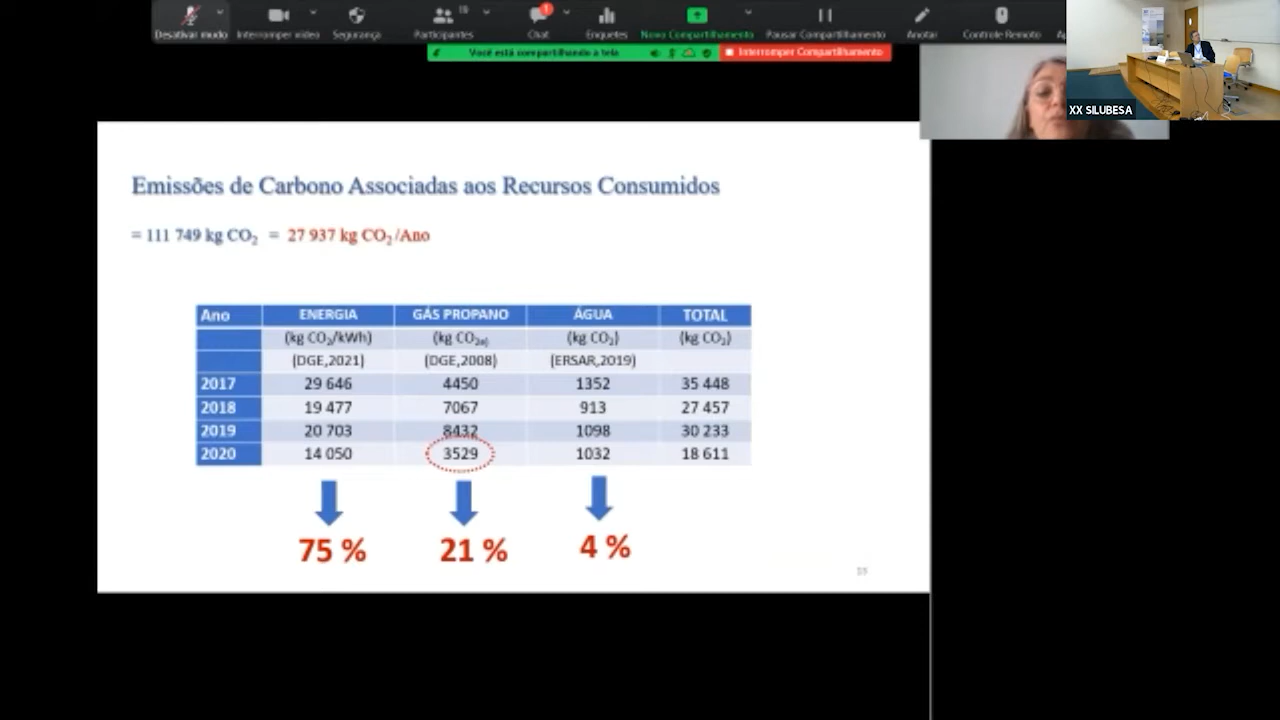 Desativar mudo Interromper vídeo Segurança Participantes 19 Chat 1 Enquetes Novo Compartilhamento Pausar Compartilhamento Anotar Controle Remoto
Você está compartilhando a tela Interromper Compartilhamento
XX SILUBESA
Emissões de Carbono Associadas aos Recursos Consumidos
= 111 749 kg CO₂ = 27 937 kg CO₂/Ano
Ano ENERGIA GÁS PROPANO ÁGUA TOTAL
(kg CO₂/kWh) (kg CO₂ₑ) (kg CO₂) (kg CO₂)
(DGE,2021) (DGE,2008) (ERSAR,2019)
2017 29 646 4450 1352 35 448
2018 19 477 7067 913 27 457
2019 20 703 8432 1098 30 233
2020 14 050 3529 1032 18 611
75 % 21 % 4 %